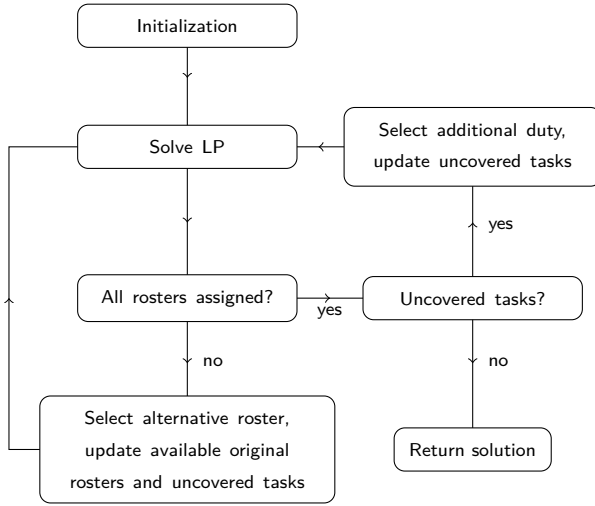 Initialization
Solve LP
Select additional duty,
update uncovered tasks
yes
All rosters assigned?
yes
Uncovered tasks?
no
no
Select alternative roster,
update available original
rosters and uncovered tasks
Return solution